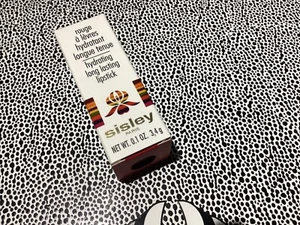 rouge
à lèvres
hydratant
longue tenue
hydrating
long lasting
lipstick
sisley
PARIS
NET WT. 0.1 OZ. 3,4 g